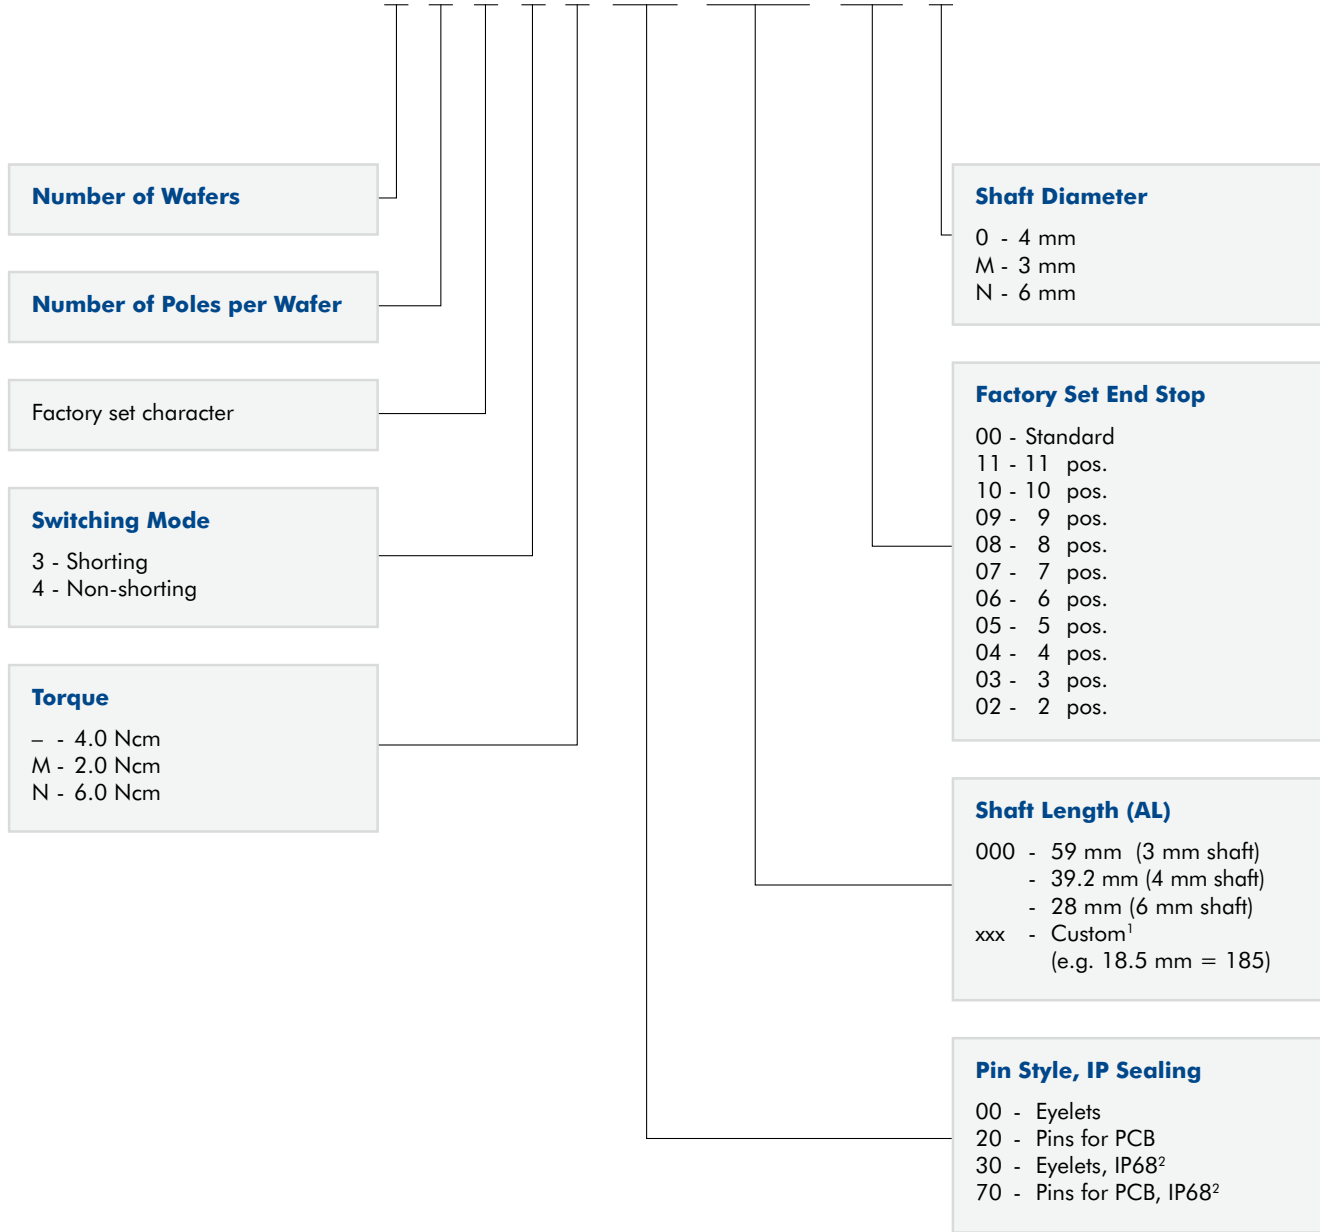 Number of Wafers
Number of Poles per Wafer
Factory set character
Switching Mode
3 - Shorting
4 - Non-shorting
Torque
– - 4.0 Ncm
M - 2.0 Ncm
N - 6.0 Ncm
Shaft Diameter
0 - 4 mm
M - 3 mm
N - 6 mm
Factory Set End Stop
00 - Standard
11 - 11 pos.
10 - 10 pos.
09 - 9 pos.
08 - 8 pos.
07 - 7 pos.
06 - 6 pos.
05 - 5 pos.
04 - 4 pos.
03 - 3 pos.
02 - 2 pos.
Shaft Length (AL)
000 - 59 mm (3 mm shaft)
- 39.2 mm (4 mm shaft)
- 28 mm (6 mm shaft)
xxx - Custom¹
(e.g. 18.5 mm = 185)
Pin Style, IP Sealing
00 - Eyelets
20 - Pins for PCB
30 - Eyelets, IP68²
70 - Pins for PCB, IP68²